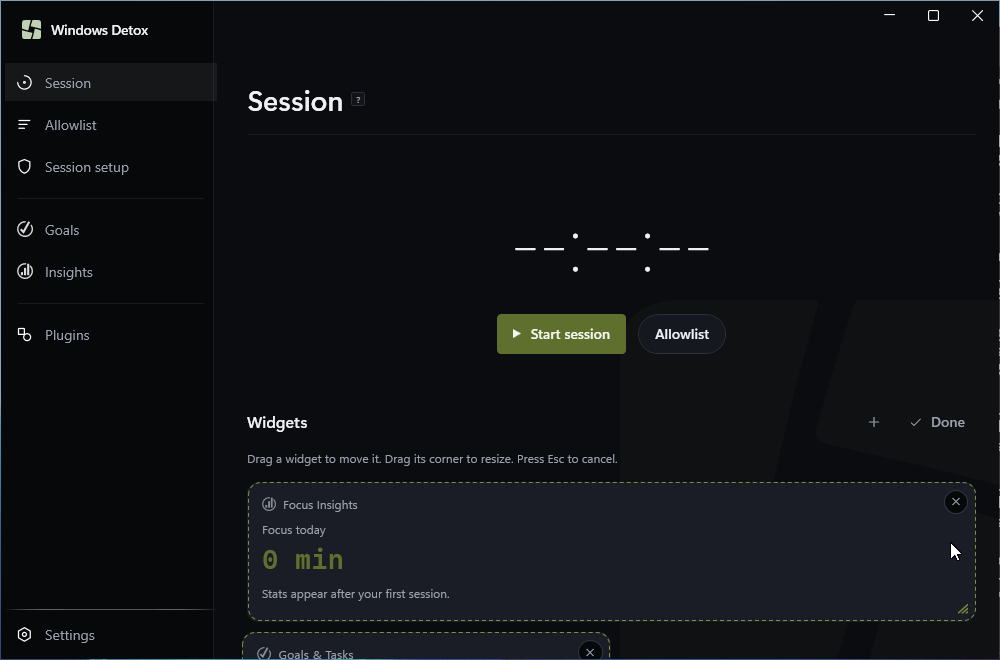 Windows Detox
Session
Allowlist
Session setup
Goals
Insights
Plugins
Settings
Session ?
--:--:--
Start session
Allowlist
Widgets
+ Done
Drag a widget to move it. Drag its corner to resize. Press Esc to cancel.
Focus Insights
Focus today
0 min
Stats appear after your first session.
Goals & Tasks